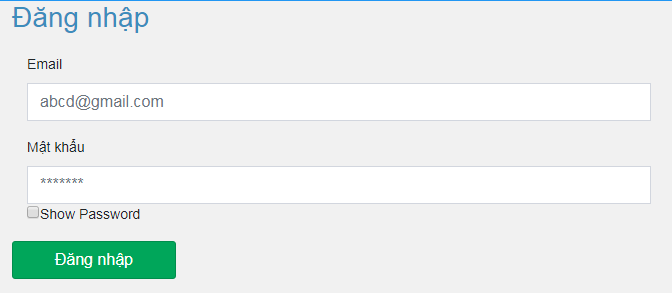 Đăng nhập
Email
abcd@gmail.com
Mật khẩu
*******
Show Password
Đăng nhập